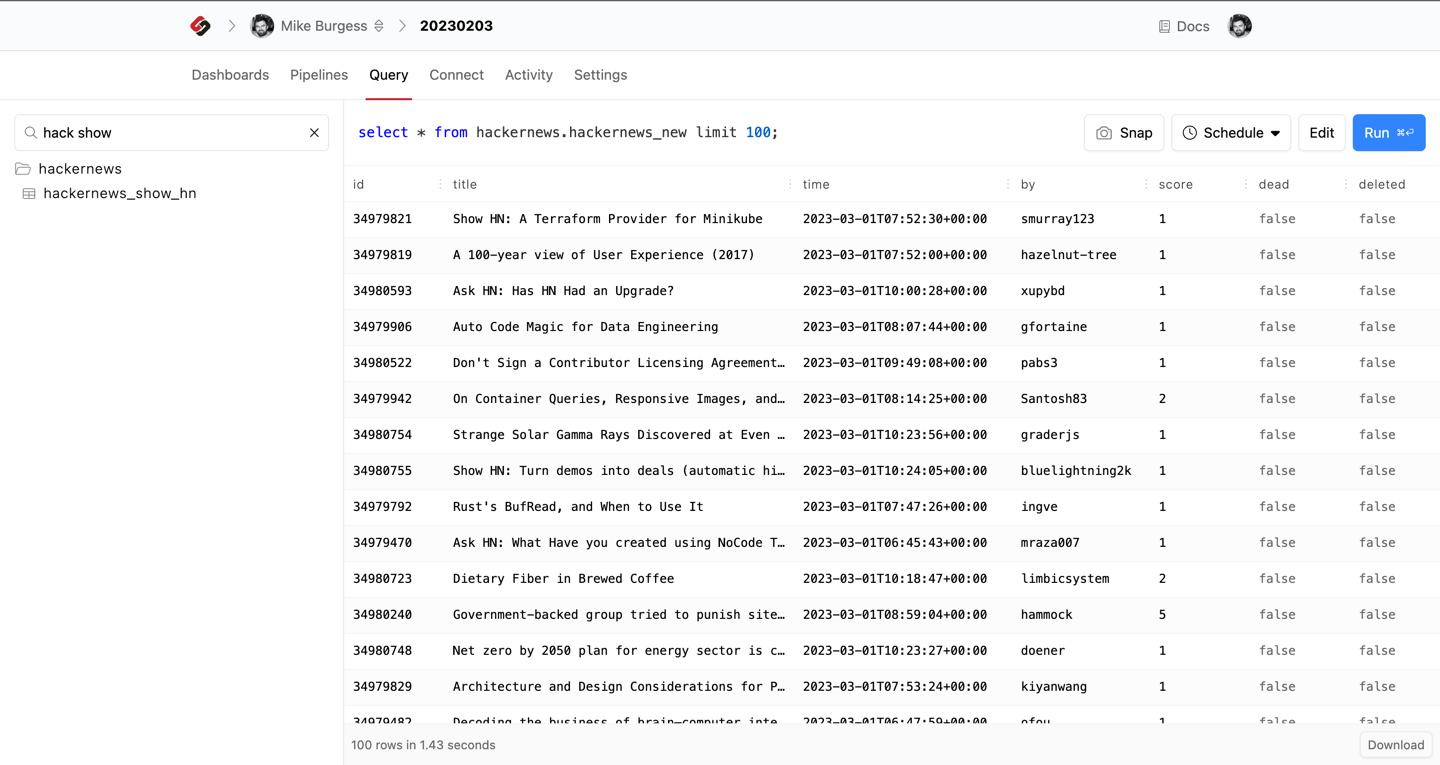 Mike Burgess 20230203 Docs
Dashboards Pipelines Query Connect Activity Settings
hack show
hackernews
hackernews_show_hn
select * from hackernews.hackernews_new limit 100;
Snap Schedule Edit Run ⌘⏎
id title time by score dead deleted
34979821 Show HN: A Terraform Provider for Minikube 2023-03-01T07:52:30+00:00 smurray123 1 false false
34979819 A 100-year view of User Experience (2017) 2023-03-01T07:52:00+00:00 hazelnut-tree 1 false false
34980593 Ask HN: Has HN Had an Upgrade? 2023-03-01T10:00:28+00:00 xupybd 1 false false
34979906 Auto Code Magic for Data Engineering 2023-03-01T08:07:44+00:00 gfortaine 1 false false
34980522 Don't Sign a Contributor Licensing Agreement… 2023-03-01T09:49:08+00:00 pabs3 1 false false
34979942 On Container Queries, Responsive Images, and… 2023-03-01T08:14:25+00:00 Santosh83 2 false false
34980754 Strange Solar Gamma Rays Discovered at Even … 2023-03-01T10:23:56+00:00 graderjs 1 false false
34980755 Show HN: Turn demos into deals (automatic hi… 2023-03-01T10:24:05+00:00 bluelightning2k 1 false false
34979792 Rust's BufRead, and When to Use It 2023-03-01T07:47:26+00:00 ingve 1 false false
34979470 Ask HN: What Have you created using NoCode T… 2023-03-01T06:45:43+00:00 mraza007 1 false false
34980723 Dietary Fiber in Brewed Coffee 2023-03-01T10:18:47+00:00 limbicsystem 2 false false
34980240 Government-backed group tried to punish site… 2023-03-01T08:59:04+00:00 hammock 5 false false
34980748 Net zero by 2050 plan for energy sector is c… 2023-03-01T10:23:27+00:00 doener 1 false false
34979829 Architecture and Design Considerations for P… 2023-03-01T07:53:24+00:00 kiyanwang 1 false false
34979482 Decoding the business of brain–computer inte… 2023-03-01T06:47:59+00:00 ofou 1 false false
100 rows in 1.43 seconds Download